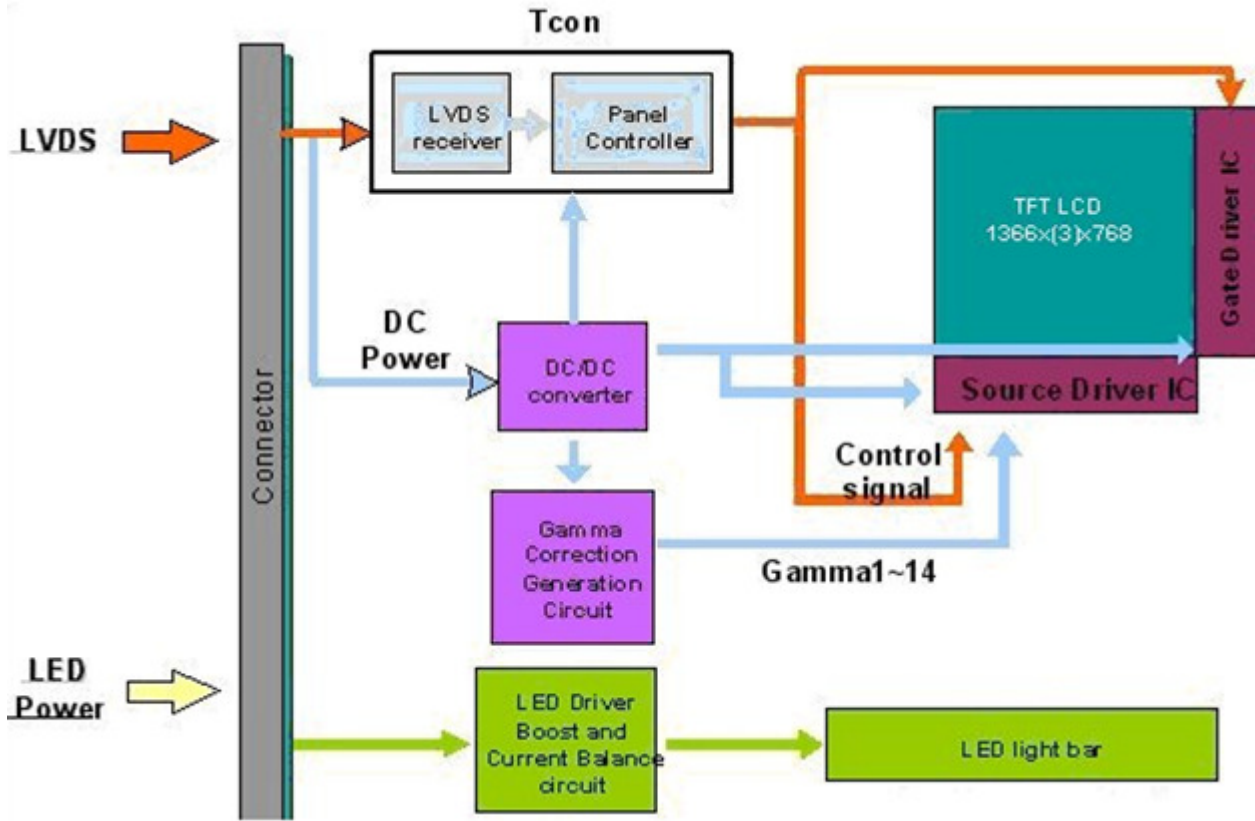 Tcon
LVDS
LVDS
receiver
Panel
Controller
TFT LCD
1366x(3)x768
GateDriver IC
DC
Power
DC/DC
converter
Source Driver IC
Connector
Control
signal
Gamma
Correction
Generation
Circuit
Gamma1~14
LED
Power
LED Driver
Boost and
Current Balance
circuit
LED light bar